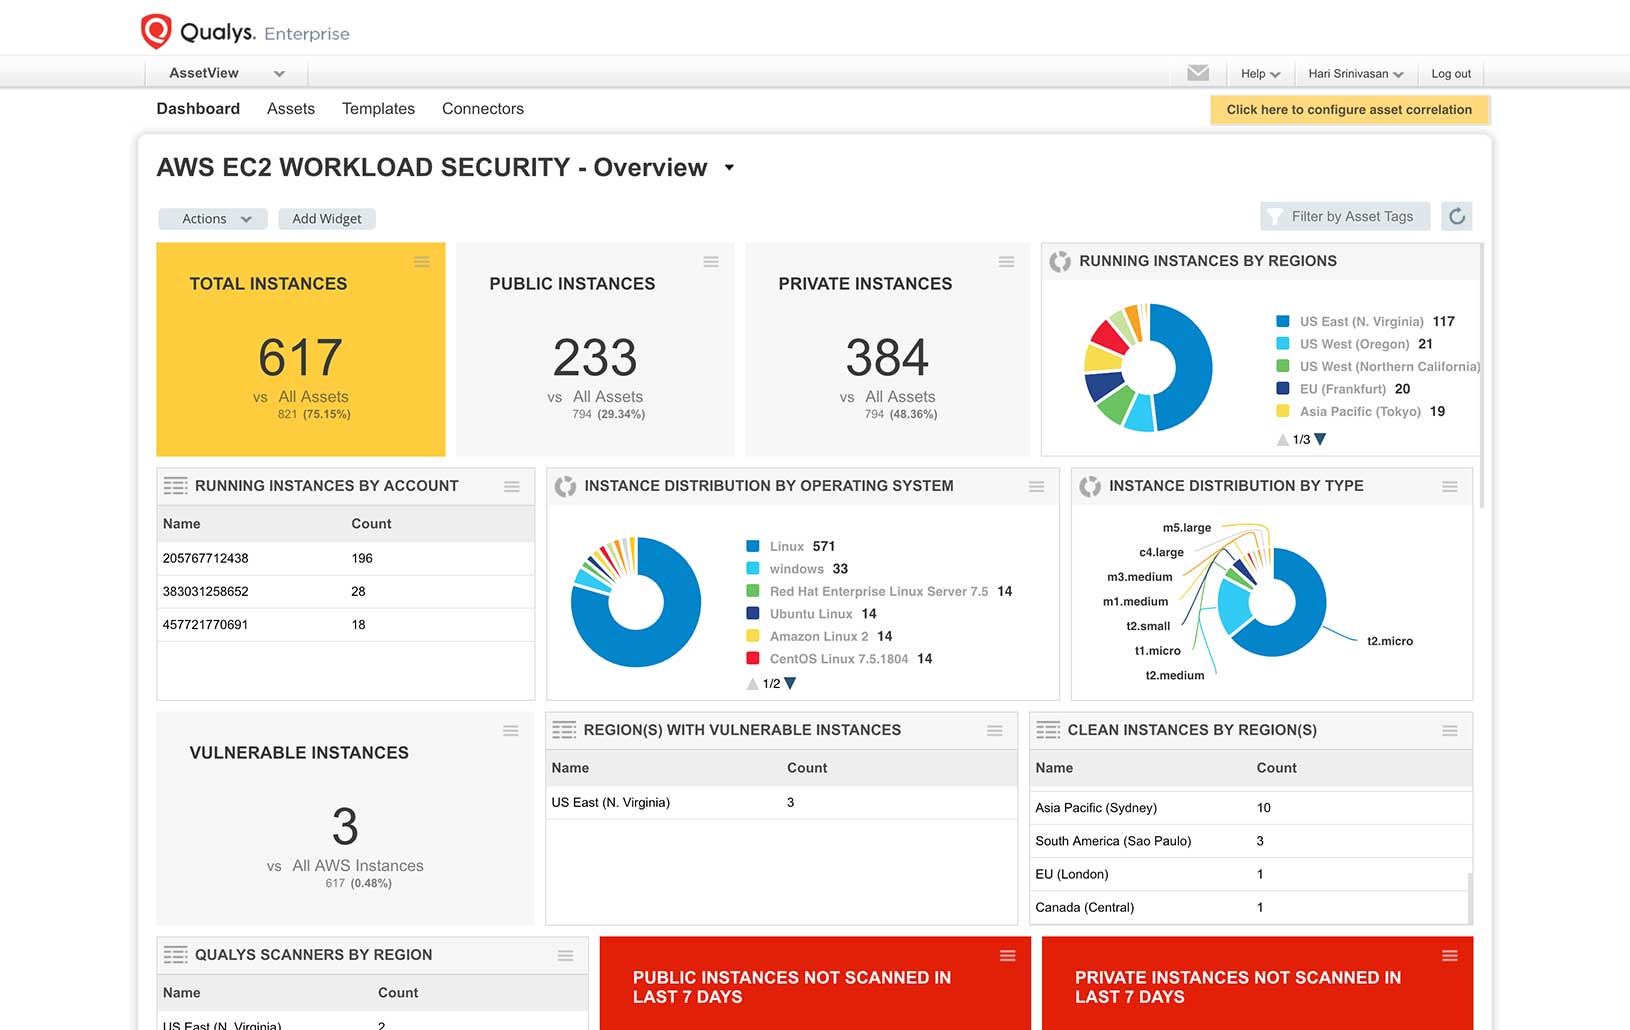 Qualys. Enterprise
AssetView
Help
Hari Srinivasan
Log out
Dashboard
Assets
Templates
Connectors
Click here to configure asset correlation
AWS EC2 WORKLOAD SECURITY - Overview
Actions
Add Widget
Filter by Asset Tags
TOTAL INSTANCES
617
vs All Assets
821 (75.15%)
PUBLIC INSTANCES
233
vs All Assets
794 (29.34%)
PRIVATE INSTANCES
384
vs All Assets
794 (48.36%)
RUNNING INSTANCES BY REGIONS
US East (N. Virginia) 117
US West (Oregon) 21
US West (Northern California)
EU (Frankfurt) 20
Asia Pacific (Tokyo) 19
1/3
RUNNING INSTANCES BY ACCOUNT
Name Count
205767712438 196
383031258652 28
457721770691 18
INSTANCE DISTRIBUTION BY OPERATING SYSTEM
Linux 571
windows 33
Red Hat Enterprise Linux Server 7.5 14
Ubuntu Linux 14
Amazon Linux 2 14
CentOS Linux 7.5.1804 14
1/2
INSTANCE DISTRIBUTION BY TYPE
m5.large
c4.large
m3.medium
m1.medium
t2.small
t1.micro
t2.medium
t2.micro
VULNERABLE INSTANCES
3
vs All AWS Instances
617 (0.48%)
REGION(S) WITH VULNERABLE INSTANCES
Name Count
US East (N. Virginia) 3
CLEAN INSTANCES BY REGION(S)
Name Count
Asia Pacific (Sydney) 10
South America (Sao Paulo) 3
EU (London) 1
Canada (Central) 1
QUALYS SCANNERS BY REGION
Name Count
US East (N. Virginia) 2
PUBLIC INSTANCES NOT SCANNED IN
LAST 7 DAYS
PRIVATE INSTANCES NOT SCANNED IN
LAST 7 DAYS